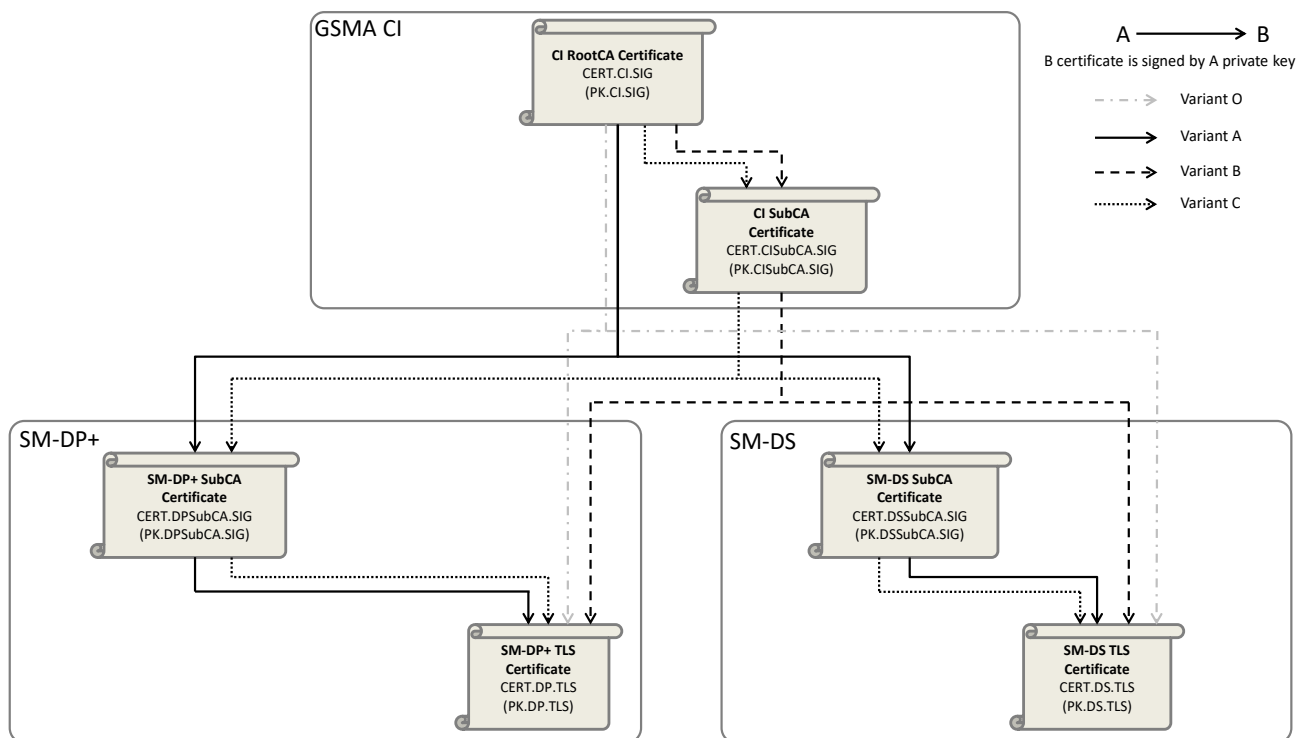 GSMA CI
CI RootCA Certificate
CERT.CI.SIG
(PK.CI.SIG)
A
B
B certificate is signed by A private key
Variant O
Variant A
Variant B
Variant C
CI SubCA
Certificate
CERT.CISubCA.SIG
(PK.CISubCA.SIG)
SM-DP+
SM-DP+ SubCA
Certificate
CERT.DPSubCA.SIG
(PK.DPSubCA.SIG)
SM-DP+ TLS
Certificate
CERT.DP.TLS
(PK.DP.TLS)
SM-DS
SM-DS SubCA
Certificate
CERT.DSSubCA.SIG
(PK.DSSubCA.SIG)
SM-DS TLS
Certificate
CERT.DS.TLS
(PK.DS.TLS)